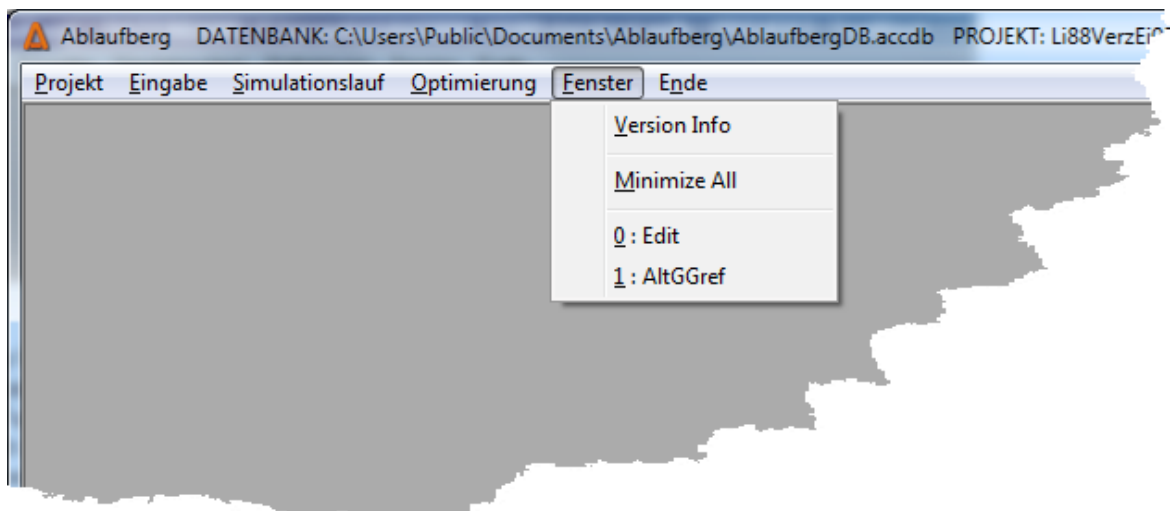 Ablaufberg DATENBANK: C:\Users\Public\Documents\Ablaufberg\AblaufbergDB.accdb PROJEKT:
Projekt Eingabe Simulationslauf Optimierung Fenster Ende
Version Info
Minimize All
0 : Edit
1 : AltGGref